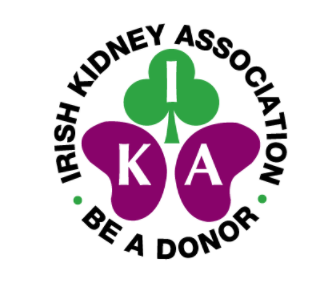 IRISH KIDNEY ASSOCIATION
I
K A
• BE A DONOR •